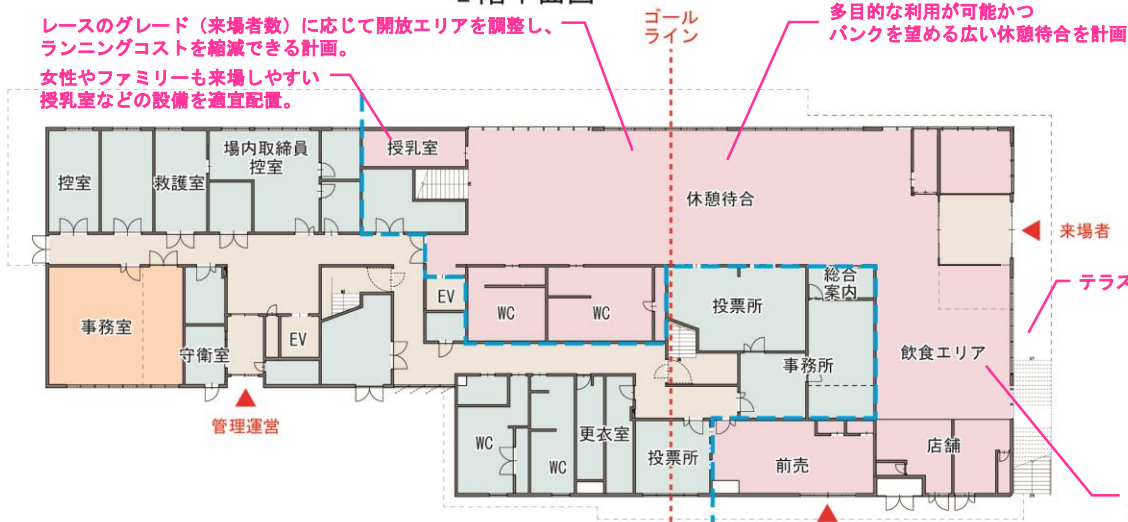 レースのグレード（来場者数）に応じて開放エリアを調整し、
ランニングコストを縮減できる計画。
女性やファミリーも来場しやすい
授乳室などの設備を適宜配置。
ゴール
ライン
多目的な利用が可能かつ
バンクを望める広い休憩待合を計画
控室
救護室
場内取締員
控室
授乳室
休憩待合
来場者
テラス
事務室
守衛室
EV
EV
WC
WC
投票所
総合
案内
事務所
飲食エリア
管理運営
WC
WC
更衣室
投票所
前売
店舗